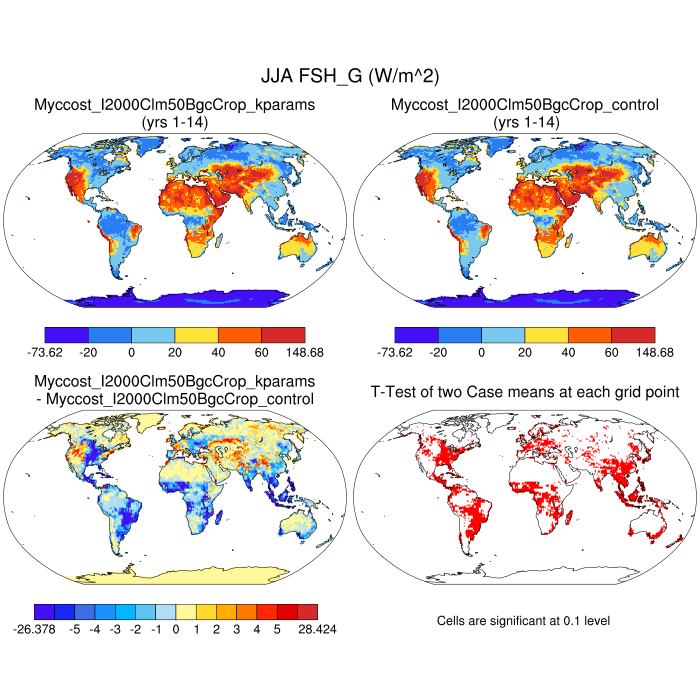 JJA FSH_G (W/m^2)
Myccost_I2000Clm50BgcCrop_kparams
(yrs 1-14)
Myccost_I2000Clm50BgcCrop_control
(yrs 1-14)
-73.62 -20 0 20 40 60 148.68
-73.62 -20 0 20 40 60 148.68
Myccost_I2000Clm50BgcCrop_kparams
- Myccost_I2000Clm50BgcCrop_control
T-Test of two Case means at each grid point
-26.378 -5 -4 -3 -2 -1 0 1 2 3 4 5 28.424
Cells are significant at 0.1 level